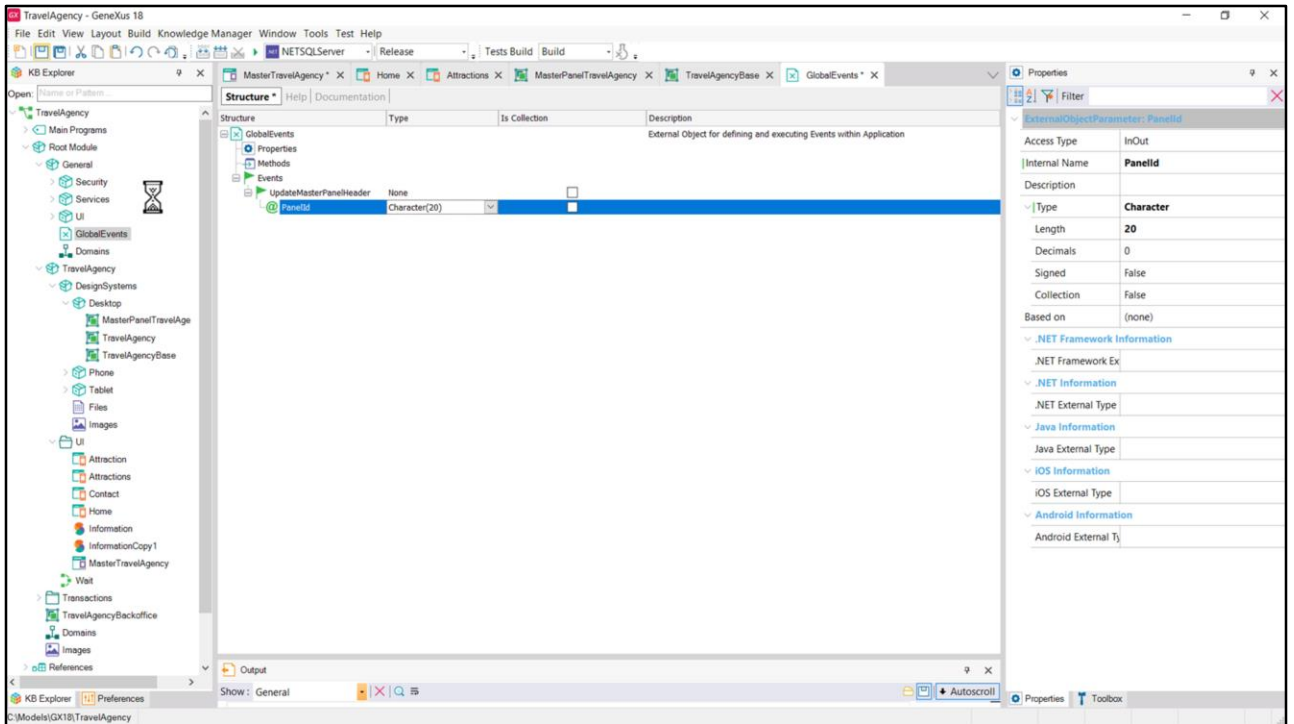 GX TravelAgency - GeneXus 18
File Edit View Layout Build Knowledge Manager Window Tools Test Help
NETSQLServer Release Tests Build Build
KB Explorer
Open: Name or Pattern...
TravelAgency
Main Programs
Root Module
General
Security
Services
UI
GlobalEvents
Domains
TravelAgency
DesignSystems
Desktop
MasterPanelTravelAge
TravelAgency
TravelAgencyBase
Phone
Tablet
Files
Images
UI
Attraction
Attractions
Contact
Home
Information
InformationCopy1
MasterTravelAgency
Wait
Transactions
TravelAgencyBackoffice
Domains
Images
References
KB Explorer Preferences
C:\Models\GX18\TravelAgency
MasterTravelAgency * X Home X Attractions X MasterPanelTravelAgency X TravelAgencyBase X GlobalEvents * X
Structure * Help Documentation
Structure Type Is Collection Description
GlobalEvents External Object for defining and executing Events within Application
Properties
Methods
Events
UpdateMasterPanelHeader None
@ PanelId Character(20)
Output
Show: General Autoscroll
Properties
Filter
ExternalObjectParameter: PanelId
Access Type InOut
Internal Name PanelId
Description
Type Character
Length 20
Decimals 0
Signed False
Collection False
Based on (none)
.NET Framework Information
.NET Framework Ex
.NET Information
.NET External Type
Java Information
Java External Type
iOS Information
iOS External Type
Android Information
Android External Ty
Properties Toolbox